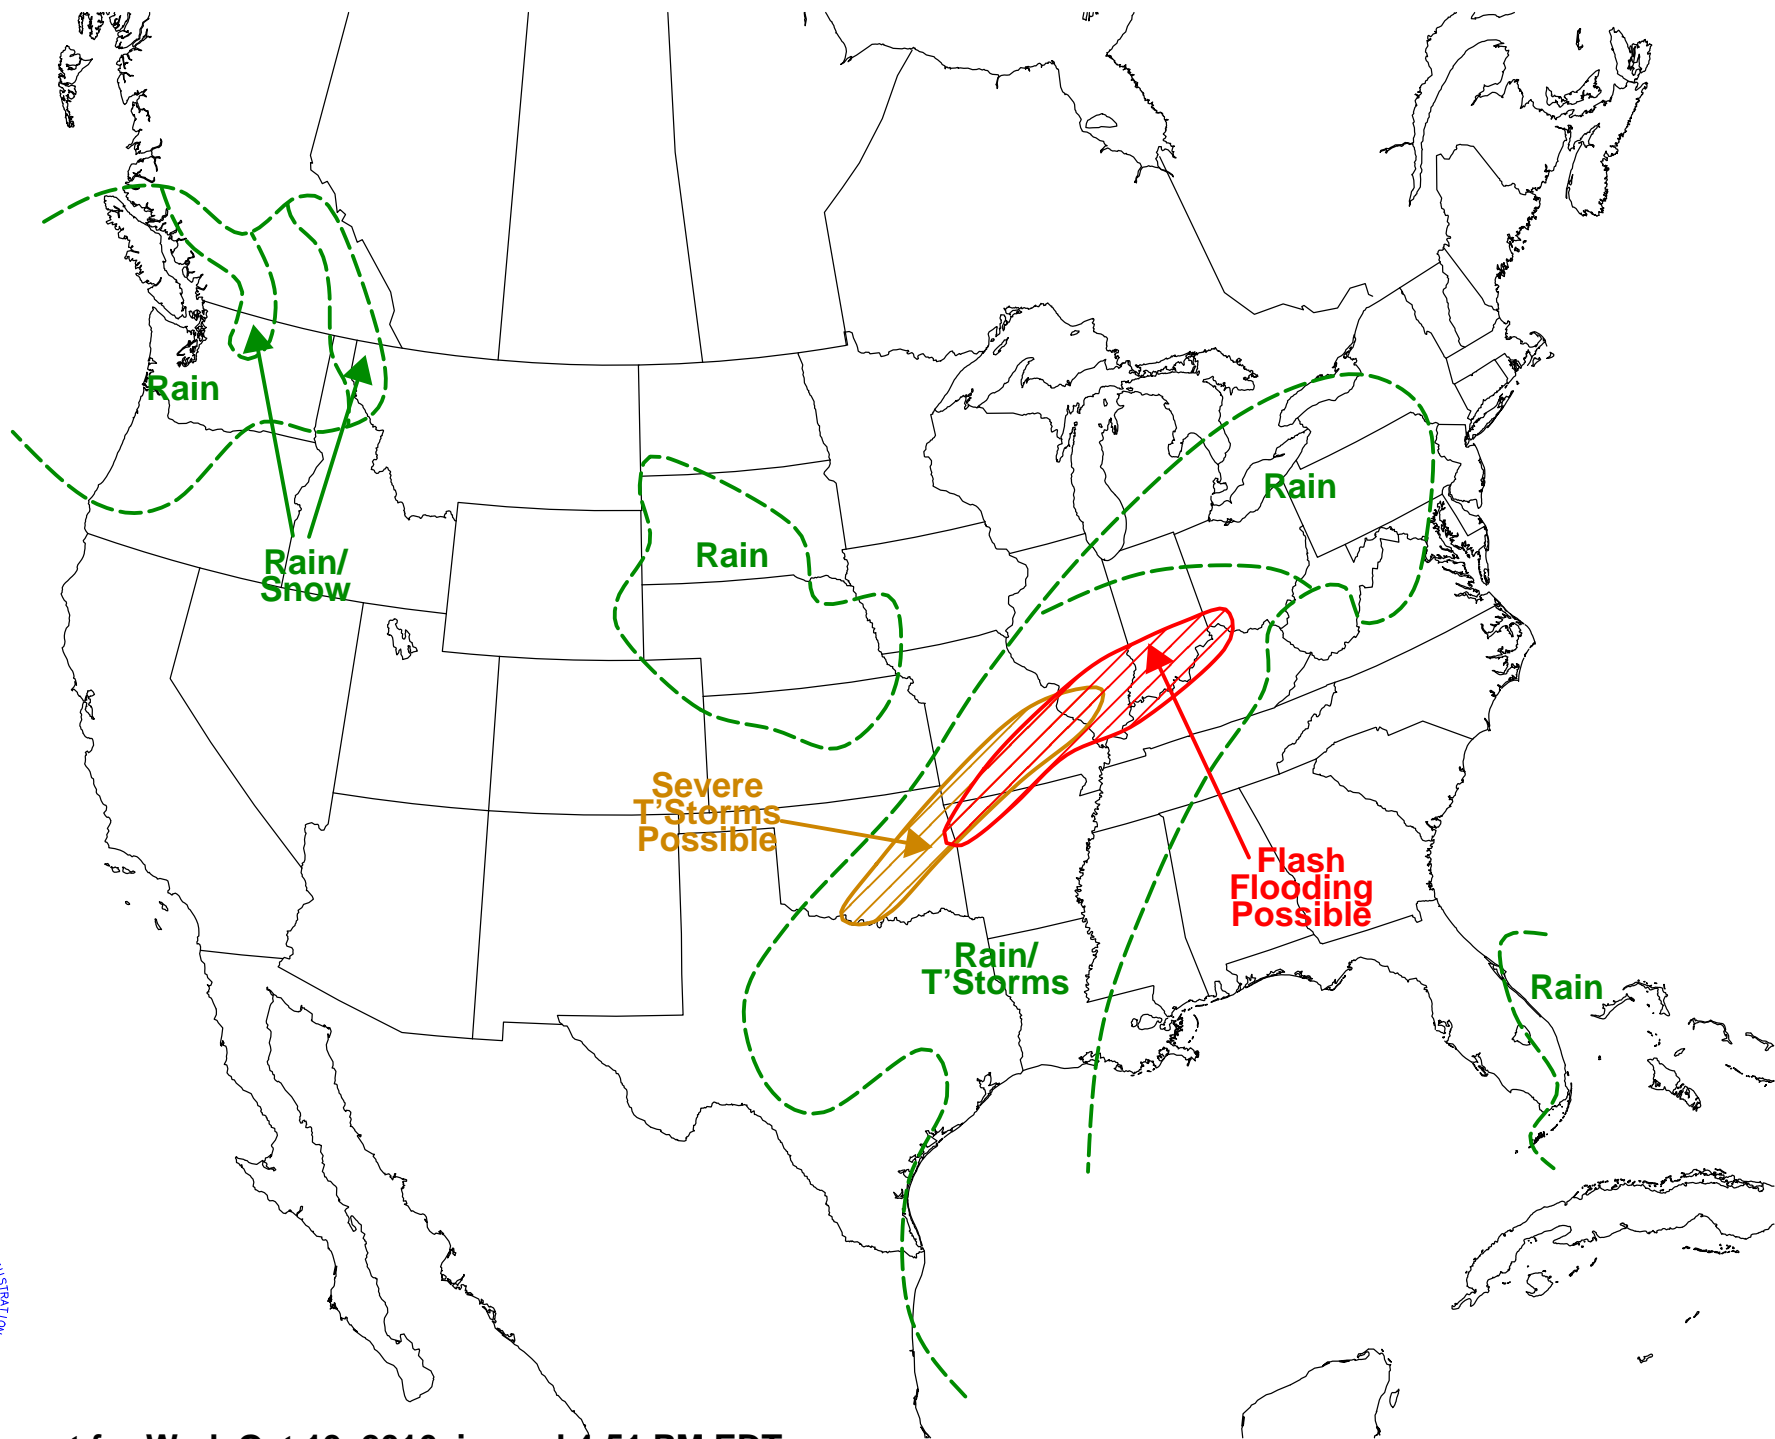 Rain
Rain/
Snow
Rain
Rain
Severe
T'Storms
Possible
Flash
Flooding
Possible
Rain/
T'Storms
Rain